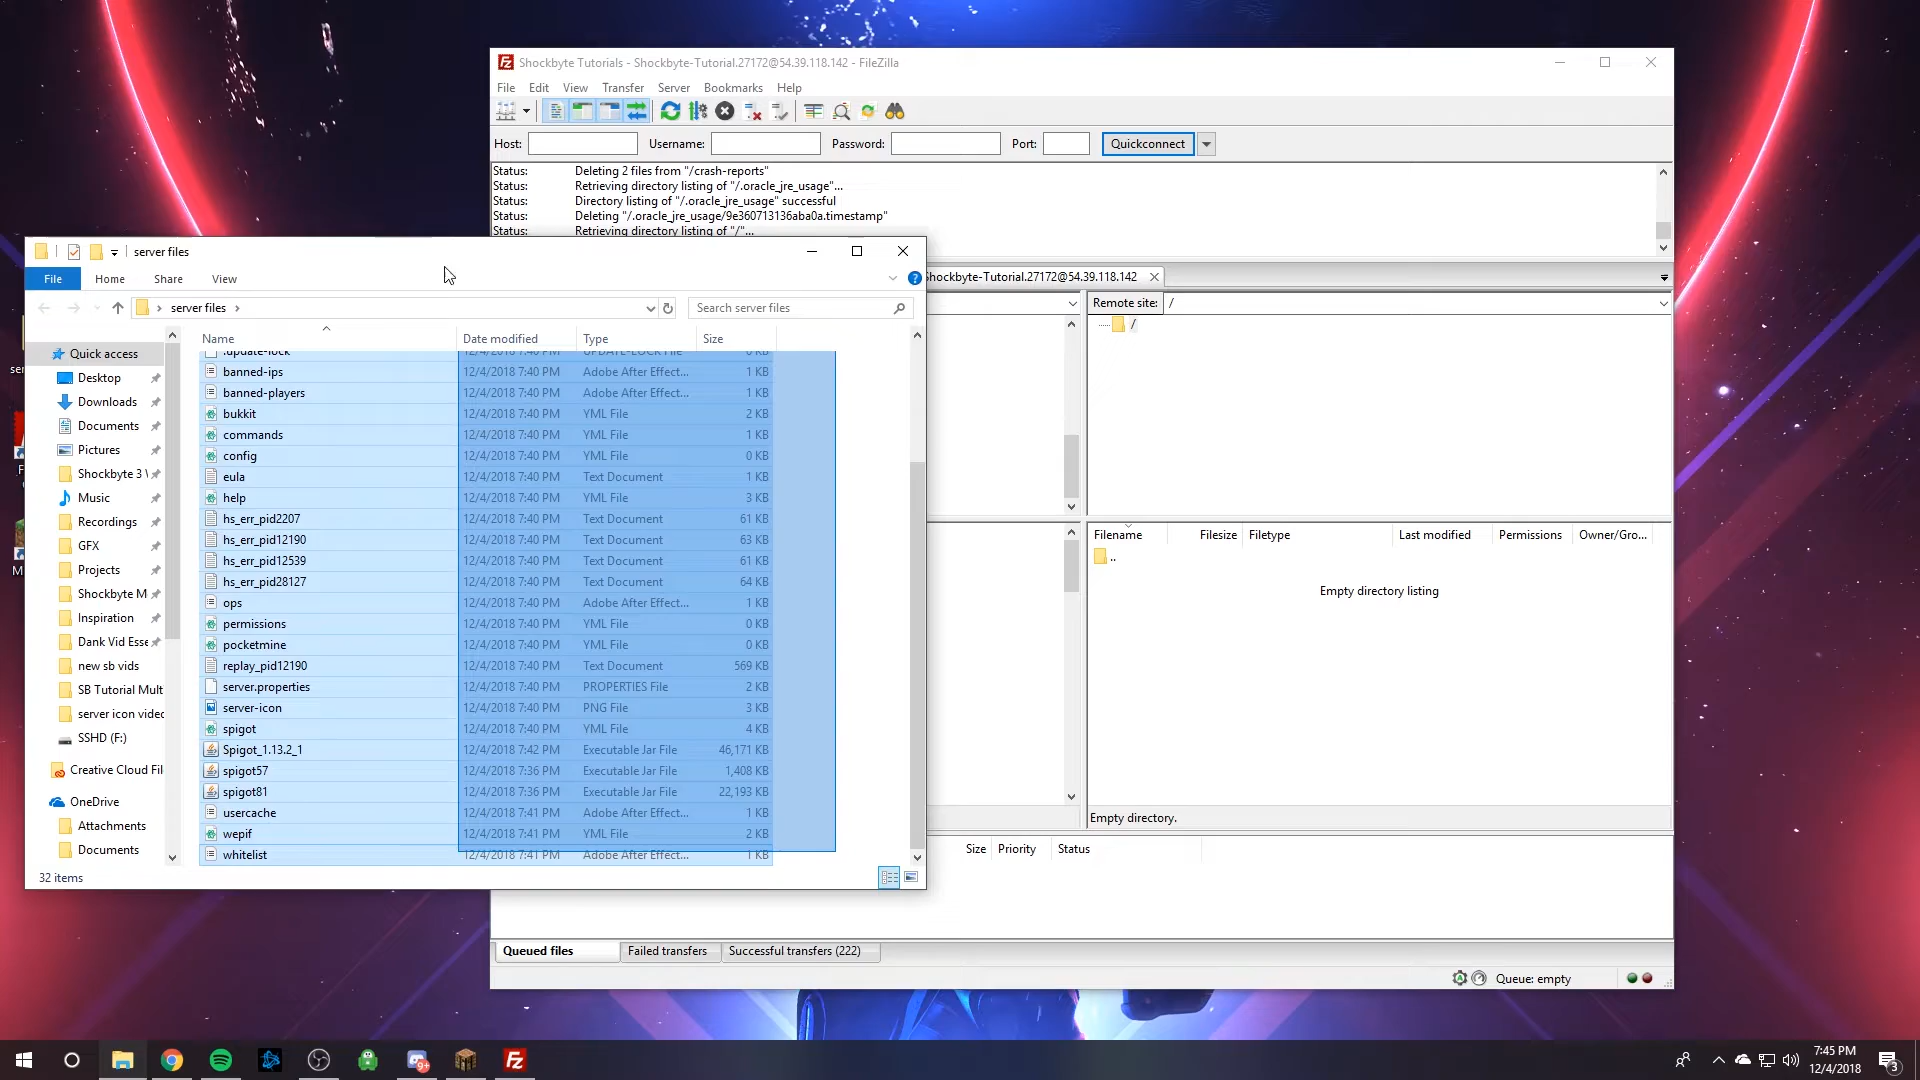 Shockbyte Tutorials - Shockbyte-Tutorial.27172@54.39.118.142 - FileZilla
File Edit View Transfer Server Bookmarks Help
Host: Username: Password: Port: Quickconnect
Status: Deleting 2 files from "/crash-reports"
Status: Retrieving directory listing of "/.oracle_jre_usage"...
Status: Directory listing of "/.oracle_jre_usage" successful
Status: Deleting "/.oracle_jre_usage/9e360713136aba0a.timestamp"
Status: Retrieving directory listing of "/"...
Shockbyte-Tutorial.27172@54.39.118.142
Remote site: /
/
Filename Filesize Filetype Last modified Permissions Owner/Gro...
..
Empty directory listing
Empty directory.
Size Priority Status
Queued files Failed transfers Successful transfers (222)
Queue: empty
server files
File Home Share View
server files
Search server files
Name Date modified Type Size
.update-lock 12/4/2018 7:40 PM UPDATE-LOCK File 0 KB
banned-ips 12/4/2018 7:40 PM Adobe After Effect... 1 KB
banned-players 12/4/2018 7:40 PM Adobe After Effect... 1 KB
bukkit 12/4/2018 7:40 PM YML File 2 KB
commands 12/4/2018 7:40 PM YML File 1 KB
config 12/4/2018 7:40 PM YML File 0 KB
eula 12/4/2018 7:40 PM Text Document 1 KB
help 12/4/2018 7:40 PM YML File 3 KB
hs_err_pid2207 12/4/2018 7:40 PM Text Document 61 KB
hs_err_pid12190 12/4/2018 7:40 PM Text Document 63 KB
hs_err_pid12539 12/4/2018 7:40 PM Text Document 61 KB
hs_err_pid28127 12/4/2018 7:40 PM Text Document 64 KB
ops 12/4/2018 7:40 PM Adobe After Effect... 1 KB
permissions 12/4/2018 7:40 PM YML File 0 KB
pocketmine 12/4/2018 7:40 PM YML File 0 KB
replay_pid12190 12/4/2018 7:40 PM Text Document 569 KB
server.properties 12/4/2018 7:40 PM PROPERTIES File 2 KB
server-icon 12/4/2018 7:40 PM PNG File 3 KB
spigot 12/4/2018 7:40 PM YML File 4 KB
Spigot_1.13.2_1 12/4/2018 7:42 PM Executable Jar File 46,171 KB
spigot57 12/4/2018 7:36 PM Executable Jar File 1,408 KB
spigot81 12/4/2018 7:36 PM Executable Jar File 22,193 KB
usercache 12/4/2018 7:41 PM Adobe After Effect... 1 KB
wepif 12/4/2018 7:41 PM YML File 2 KB
whitelist 12/4/2018 7:41 PM Adobe After Effect... 1 KB
Quick access
Desktop
Downloads
Documents
Pictures
Shockbyte 3
Music
Recordings
GFX
Projects
Shockbyte M
Inspiration
Dank Vid Esse
new sb vids
SB Tutorial Mult
server icon video
SSHD (F:)
Creative Cloud Fil
OneDrive
Attachments
Documents
32 items
9+
7:45 PM
12/4/2018
3